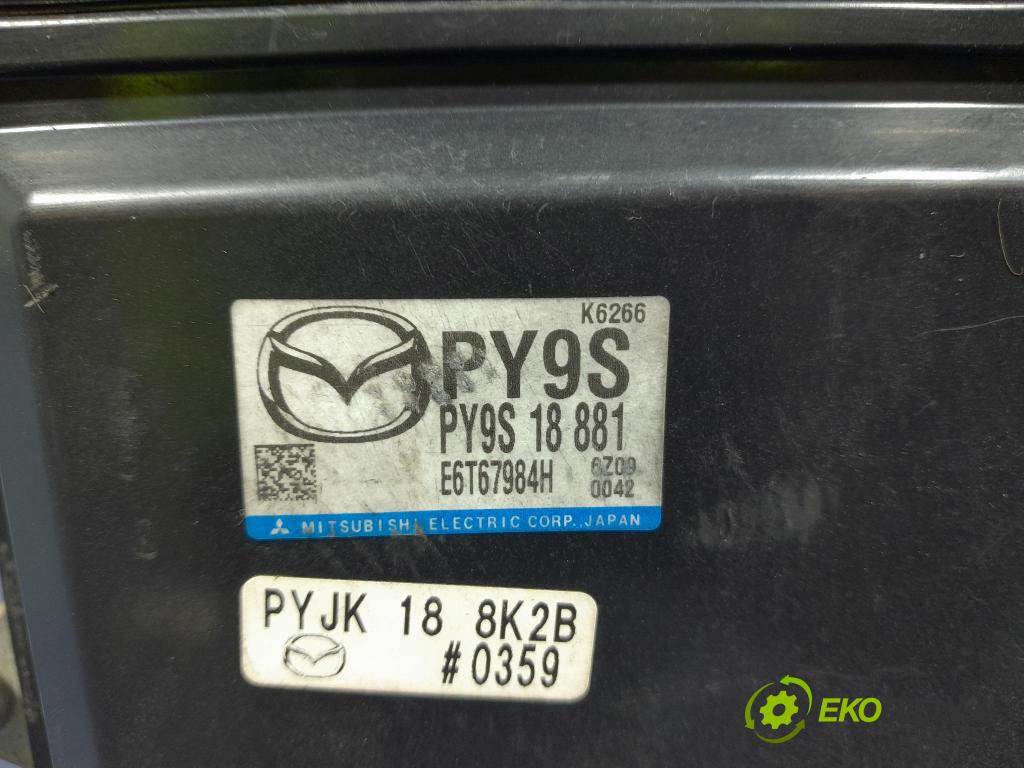 K6266
PY9S
PY9S 18 881
E6T67984H 6Z09
0042
MITSUBISHI ELECTRIC CORP. JAPAN
PYJK 18 8K2B
#0359
EKO